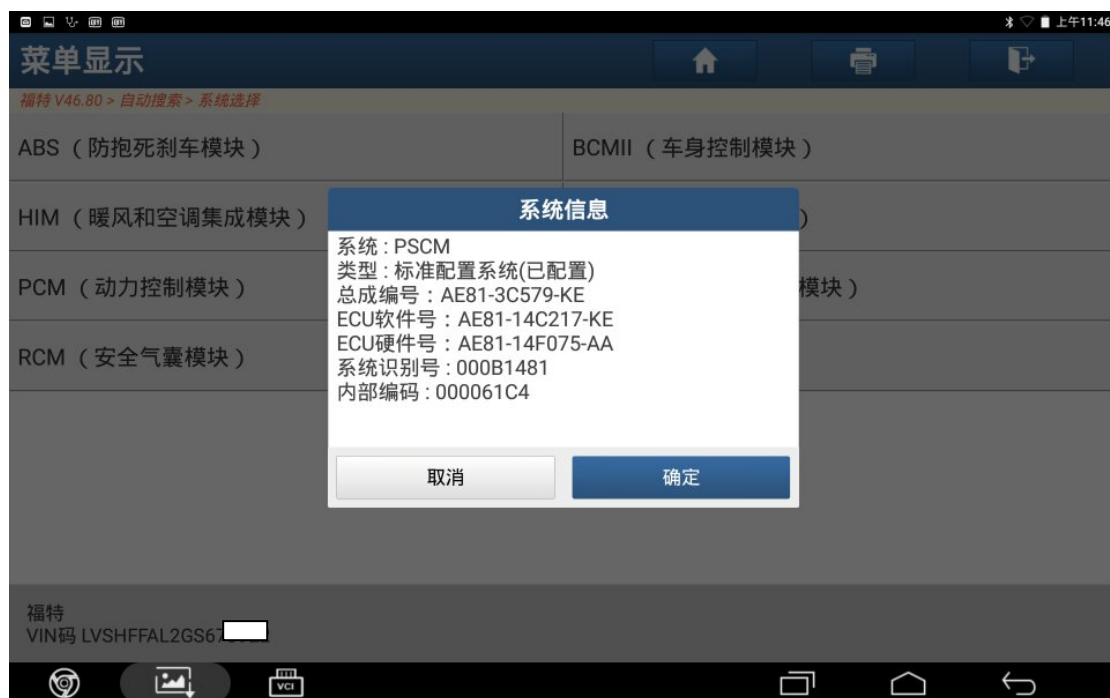 上午11:46
菜单显示
福特 V46.80 > 自动搜索 > 系统选择
ABS （防抱死刹车模块）
BCMII （车身控制模块）
HIM （暖风和空调集成模块）
）
PCM （动力控制模块）
模块）
RCM （安全气囊模块）
系统信息
系统 : PSCM
类型 : 标准配置系统(已配置)
总成编号：AE81-3C579-KE
ECU软件号：AE81-14C217-KE
ECU硬件号：AE81-14F075-AA
系统识别号 : 000B1481
内部编码 : 000061C4
取消
确定
福特
VIN码 LVSHFFAL2GS6
VCI